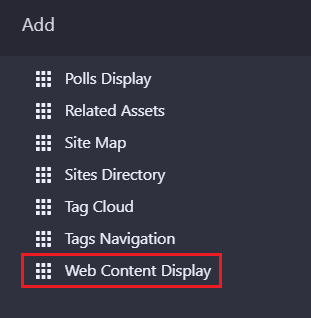 Add
Polls Display
Related Assets
Site Map
Sites Directory
Tag Cloud
Tags Navigation
Web Content Display